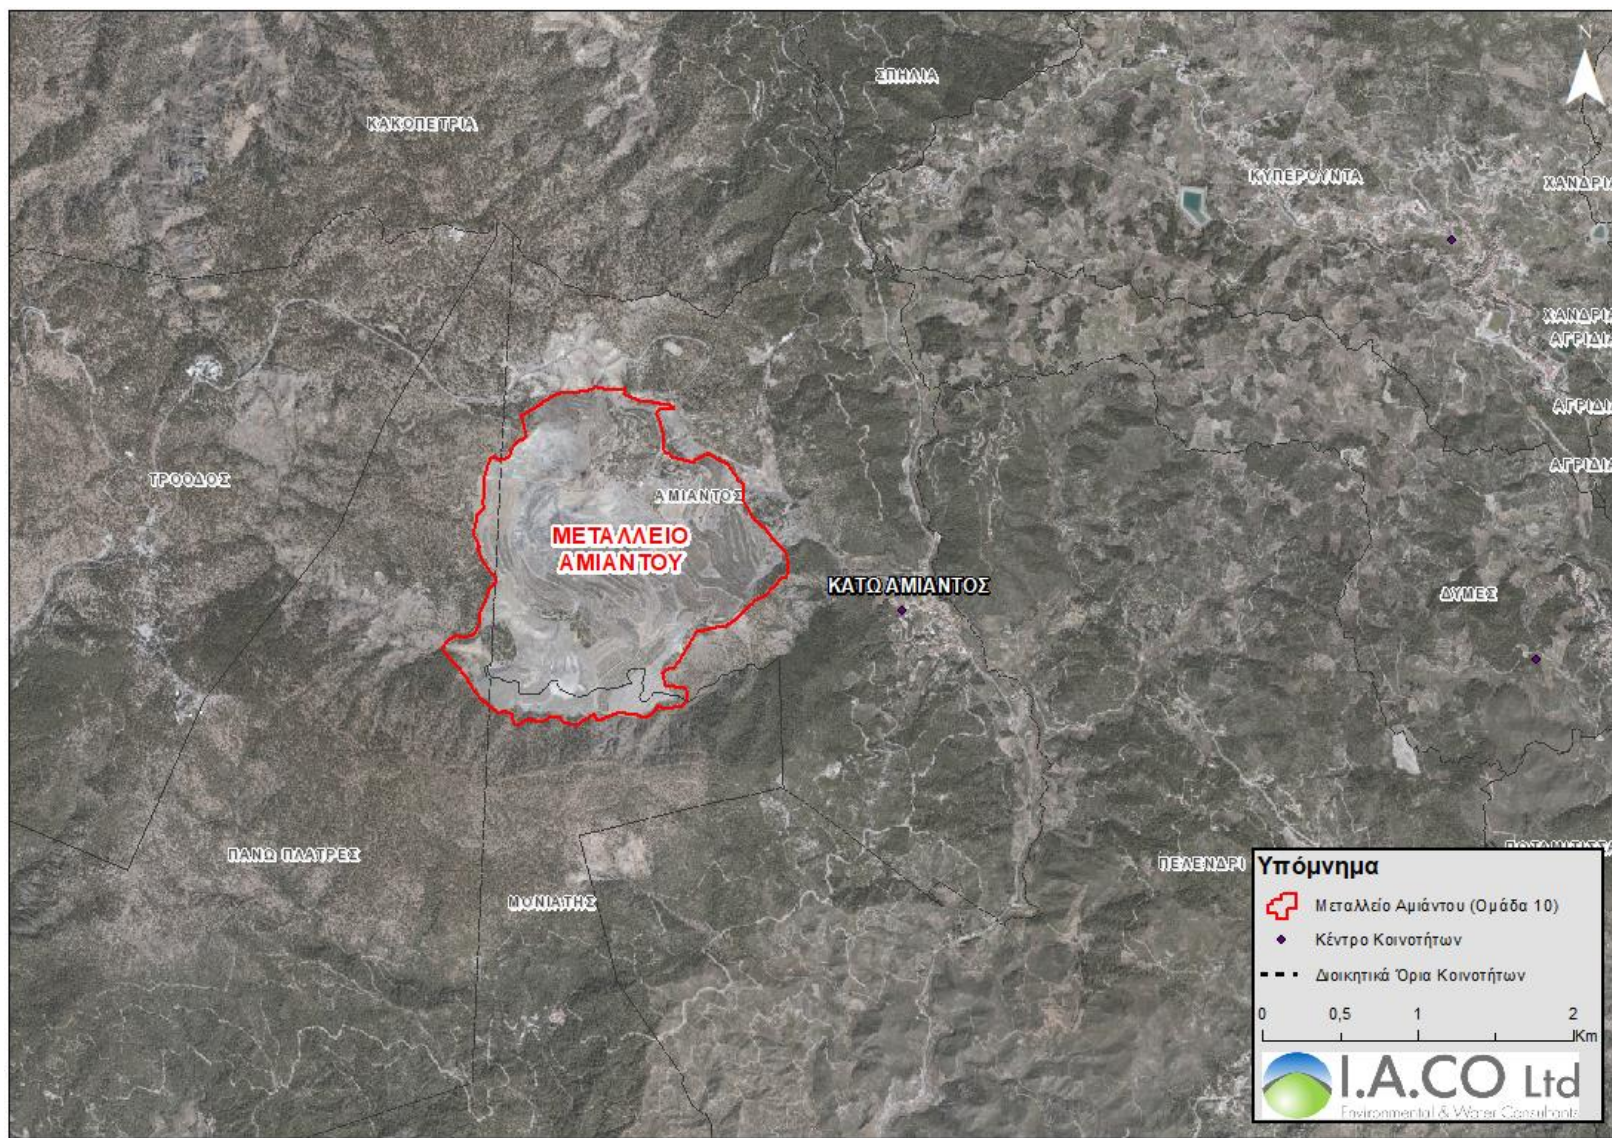 N
ΣΠΗΛΙΑ
ΚΑΚΟΠΕΤΡΙΑ
ΚΥΠΕΡΟΥΝΤΑ
ΧΑΝΔΡΙΑ
ΧΑΝΔΡΙΑ
ΑΓΡΙΔΙΑ
ΑΓΡΙΔΙΑ
ΑΓΡΙΔΙΑ
ΤΡΟΟΔΟΣ
ΑΜΙΑΝΤΟΣ
ΜΕΤΑΛΛΕΙΟ
ΑΜΙΑΝΤΟΥ
ΚΑΤΩ ΑΜΙΑΝΤΟΣ
ΔΥΜΕΣ
ΠΑΝΩ ΠΛΑΤΡΕΣ
ΜΟΝΙΑΤΗΣ
ΠΕΛΕΝΔΡΙ
Υπόμνημα
Μεταλλείο Αμιάντου (Ομάδα 10)
Κέντρο Κοινοτήτων
Διοικητικά Όρια Κοινοτήτων
0 0,5 1 2
Km
I.A.CO Ltd
Environmental & Water Consultants